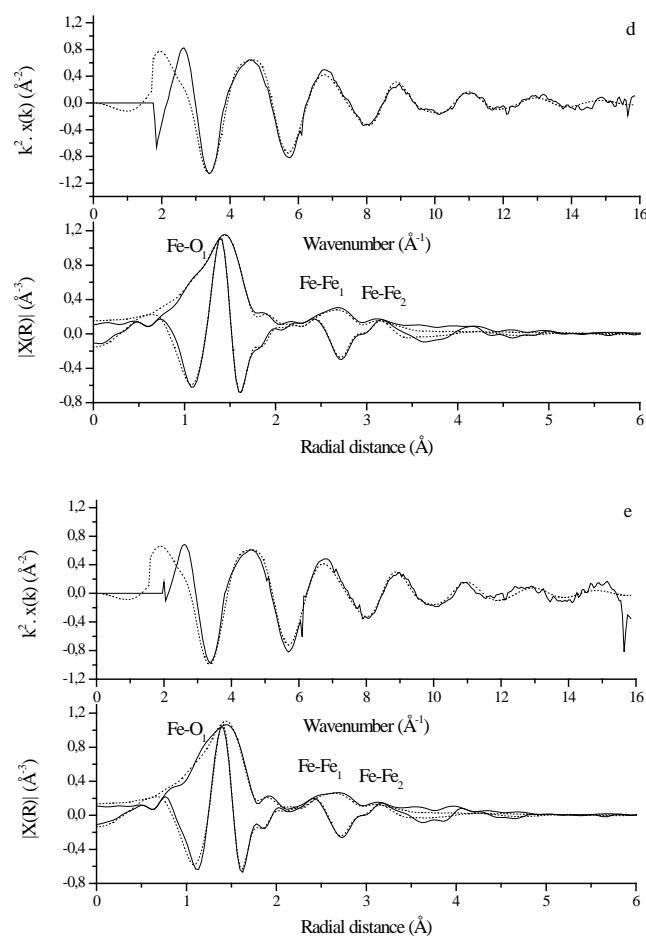 d
1,2
0,8
0,4
0,0
-0,4
-0,8
-1,2
k². x(k) (Å⁻²)
0 2 4 6 8 10 12 14 16
Wavenumber (Å⁻¹)
1,2
0,8
0,4
0,0
-0,4
-0,8
|X(R)| (Å⁻³)
Fe-O₁
Fe-Fe₁ Fe-Fe₂
0 1 2 3 4 5 6
Radial distance (Å)
e
1,2
0,8
0,4
0,0
-0,4
-0,8
-1,2
k². x(k) (Å⁻²)
0 2 4 6 8 10 12 14 16
Wavenumber (Å⁻¹)
1,2
0,8
0,4
0,0
-0,4
-0,8
|X(R)| (Å⁻³)
Fe-O₁
Fe-Fe₁ Fe-Fe₂
0 1 2 3 4 5 6
Radial distance (Å)